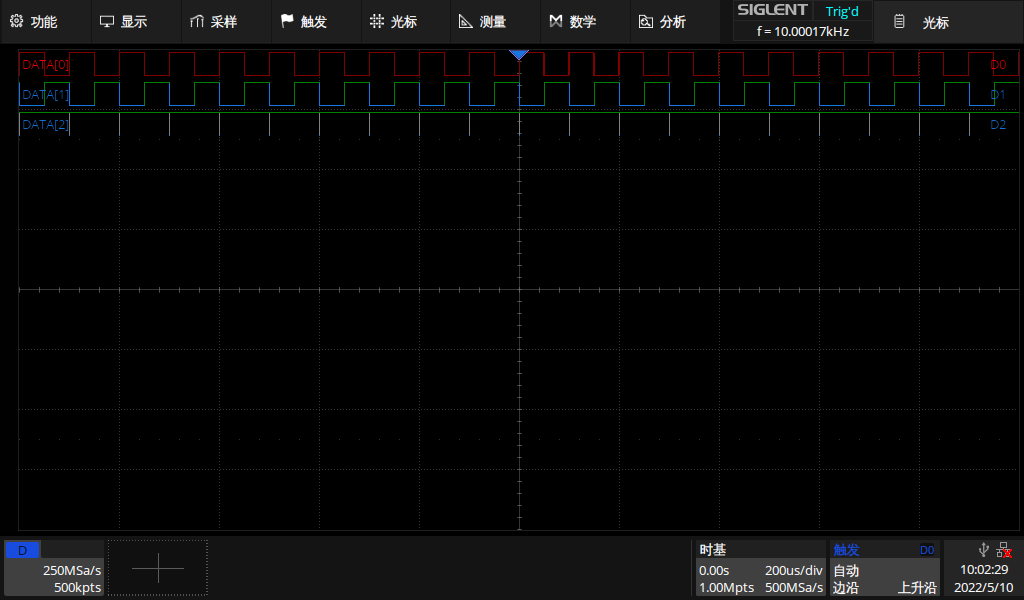 功能 显示 采样 触发 光标 测量 数学 分析 SIGLENT Trig'd 光标
f = 10.00017kHz
DATA[0] D0
DATA[1] D1
DATA[2] D2
D 时基 触发 D0
250MSa/s 0.00s 200us/div 自动 10:02:29
500kpts 1.00Mpts 500MSa/s 边沿 上升沿 2022/5/10